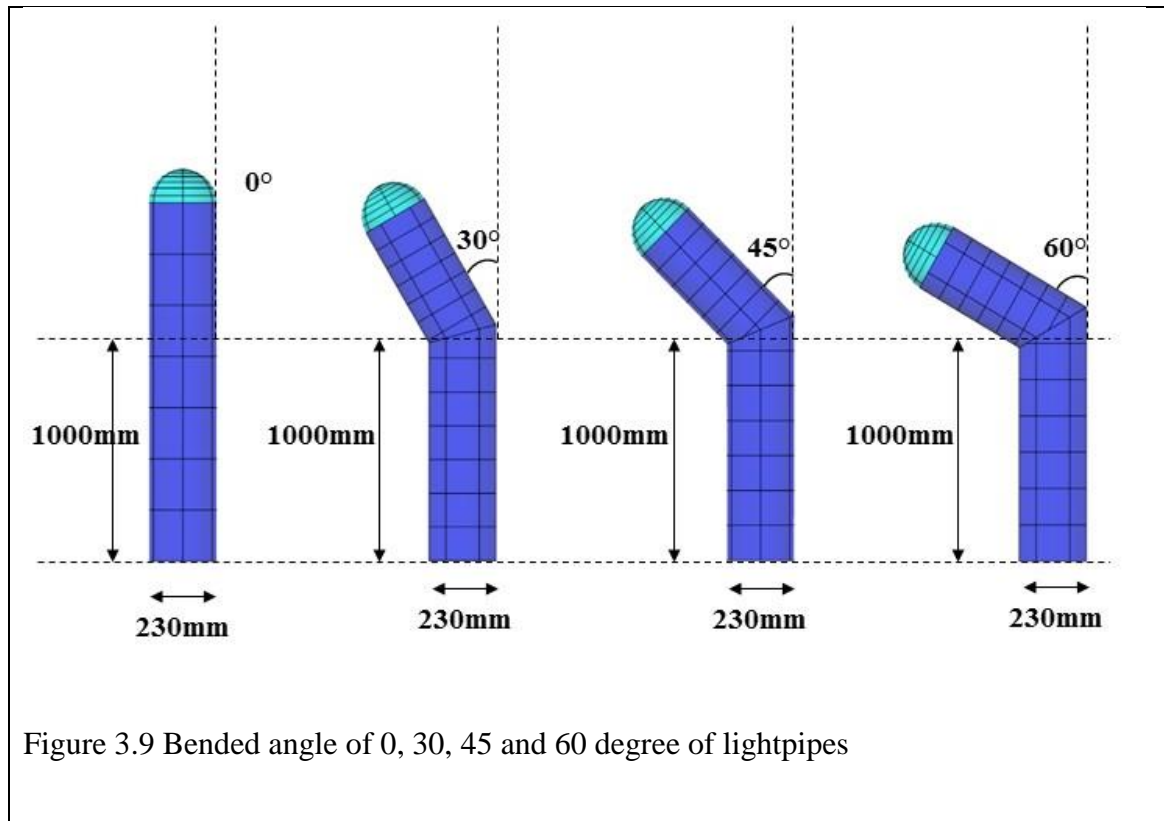 0°
30°
45°
60°
1000mm
1000mm
1000mm
1000mm
230mm
230mm
230mm
230mm
Figure 3.9 Bended angle of 0, 30, 45 and 60 degree of lightpipes